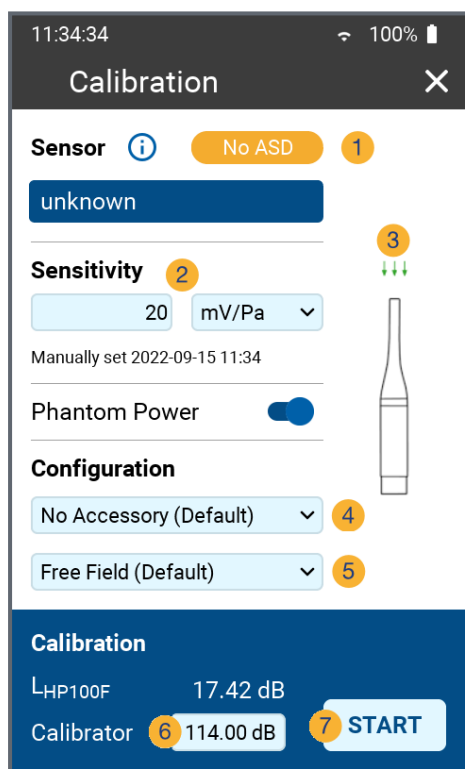 11:34:34 100%
Calibration
Sensor i No ASD 1
unknown
3
Sensitivity 2
20 mV/Pa
Manually set 2022-09-15 11:34
Phantom Power
Configuration
No Accessory (Default) 4
Free Field (Default) 5
Calibration
LHP100F 17.42 dB
Calibrator 6 114.00 dB 7 START